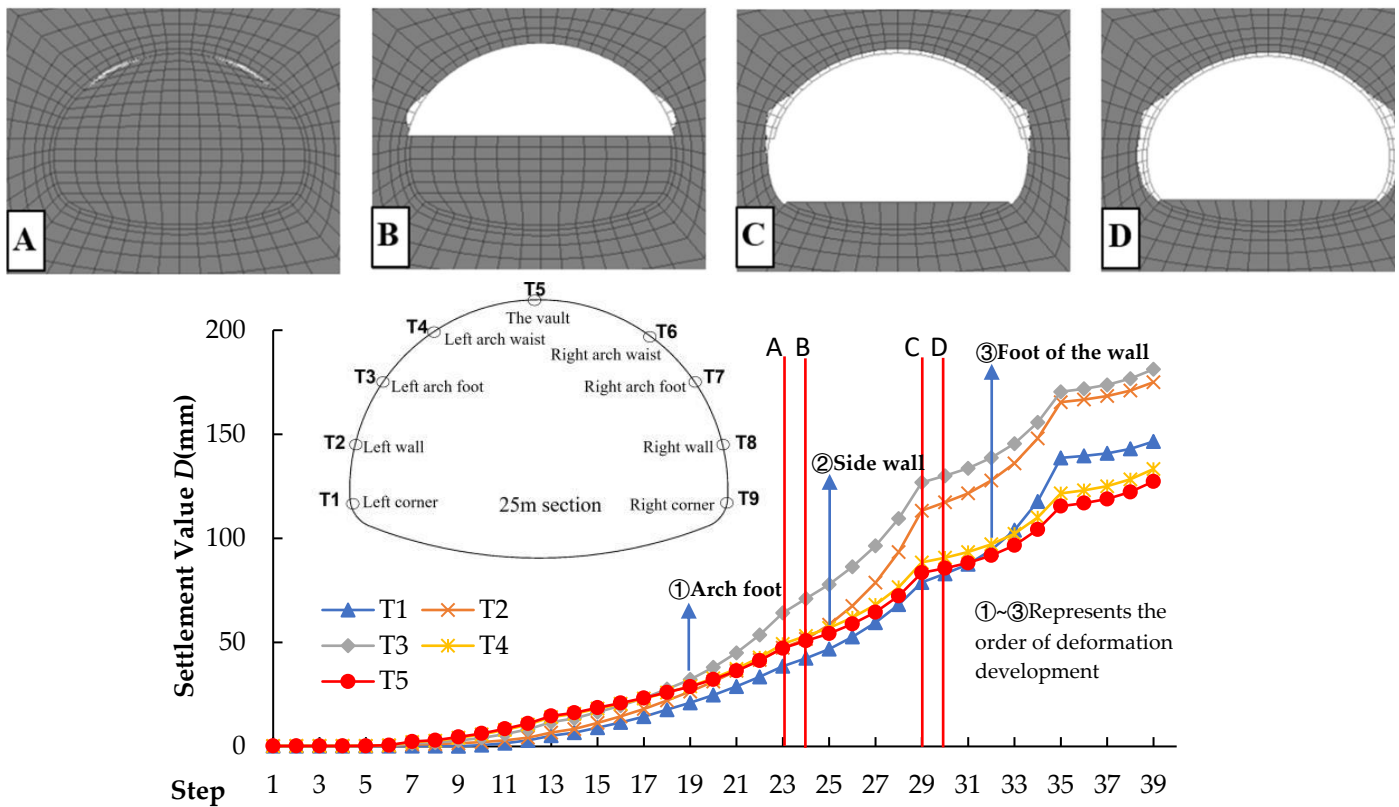 A
B
C
D
T5
The vault
T4
Left arch waist
T6
Right arch waist
T3
Left arch foot
Right arch foot
T7
T2
Left wall
Right wall
T8
T1
Left corner
25m section
Right corner
T9
Settlement Value D(mm)
200
150
100
50
0
A
B
C
D
①Arch foot
②Side wall
③Foot of the wall
T1
T2
T3
T4
T5
①~③Represents the
order of deformation
development
Step
1 3 5 7 9 11 13 15 17 19 21 23 25 27 29 31 33 35 37 39